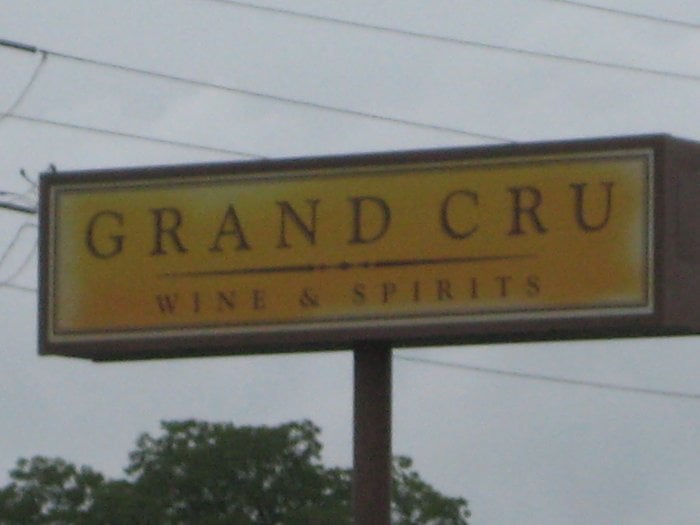 GRAND CRU
WINE & SPIRITS